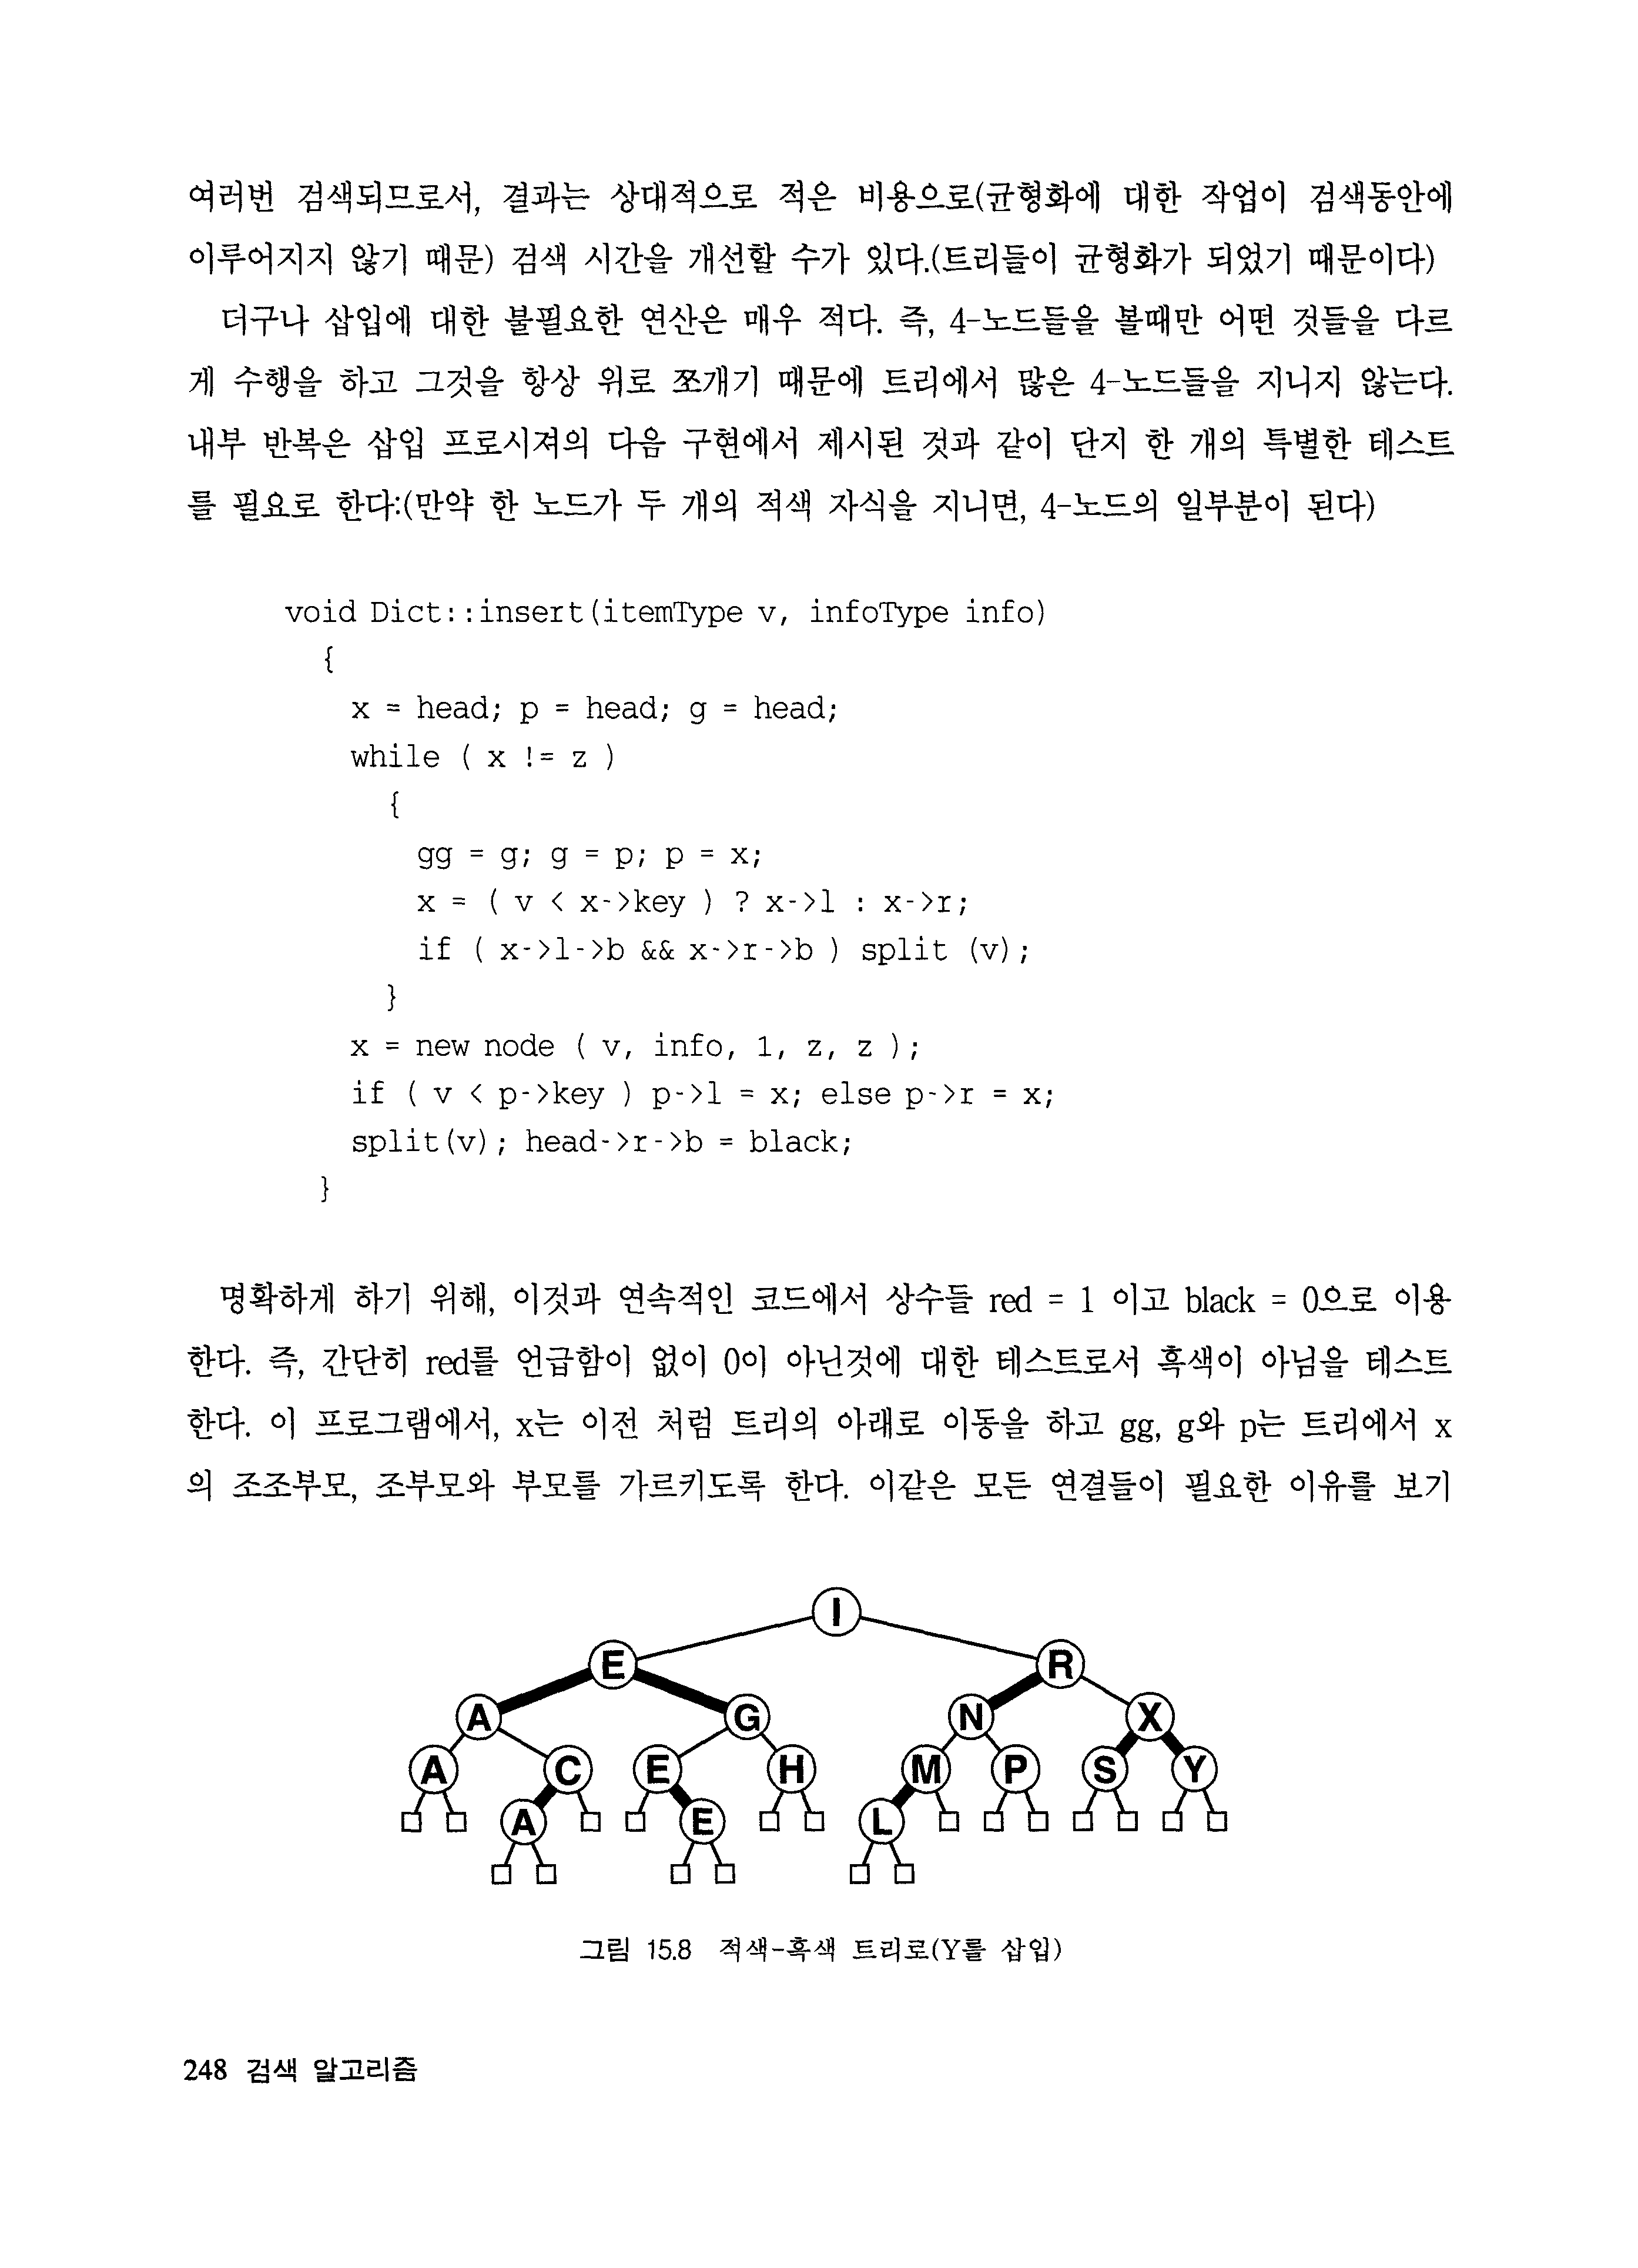 여러번 검색되므로서, 결과는 상대적으로 적은 비용으로(균형화에 대한 작업이 검색동안에
이루어지지 않기 때문) 검색 시간을 개선할 수가 있다.(트리들이 균형화가 되었기 때문이다)
더구나 삽입에 대한 불필요한 연산은 매우 적다. 즉, 4-노드들을 볼때만 어떤 것들을 다르
게 수행을 하고 그것을 항상 위로 쪼개기 때문에 트리에서 많은 4-노드들을 지니지 않는다.
내부 반복은 삽입 프로시져의 다음 구현에서 제시된 것과 같이 단지 한 개의 특별한 테스트
를 필요로 한다:(만약 한 노드가 두 개의 적색 자식을 지니면, 4-노드의 일부분이 된다)
void Dict::insert(itemType v, infoType info)
{
x = head; p = head; g = head;
while ( x != z )
{
gg = g; g = p; p = x;
x = ( v < x->key ) ? x->l : x->r;
if ( x->l->b && x->r->b ) split (v);
}
x = new node ( v, info, 1, z, z );
if ( v < p->key ) p->l = x; else p->r = x;
split(v); head->r->b = black;
}
명확하게 하기 위해, 이것과 연속적인 코드에서 상수들 red = 1 이고 black = 0으로 이용
한다. 즉, 간단히 red를 언급함이 없이 0이 아닌것에 대한 테스트로서 흑색이 아님을 테스트
한다. 이 프로그램에서, x는 이전 처럼 트리의 아래로 이동을 하고 gg, g와 p는 트리에서 x
의 조조부모, 조부모와 부모를 가르키도록 한다. 이같은 모든 연결들이 필요한 이유를 보기
I
E R
A G N X
A C E H M P S Y
A E L
그림 15.8 적색-흑색 트리로(Y를 삽입)
248 검색 알고리즘